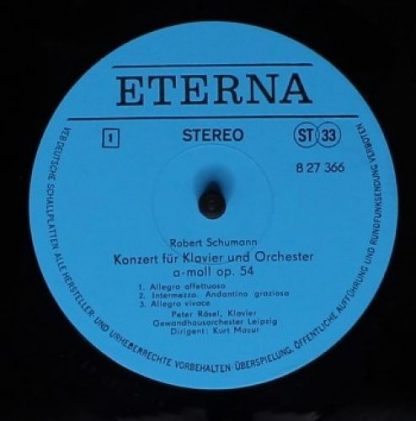 ETERNA
1
STEREO
ST 33
8 27 366
Robert Schumann
Konzert für Klavier und Orchester
a-moll op. 54
1. Allegro affettuoso
2. Intermezzo. Andantino grazioso
3. Allegro vivace
Peter Rösel, Klavier
Gewandhausorchester Leipzig
Dirigent: Kurt Masur
VEB DEUTSCHE SCHALLPLATTEN ALLE HERSTELLER- UND URHEBERRECHTE VORBEHALTEN · ÜBERSPIELUNG, ÖFFENTLICHE AUFFÜHRUNG UND RUNDFUNKSENDUNG VERBOTEN